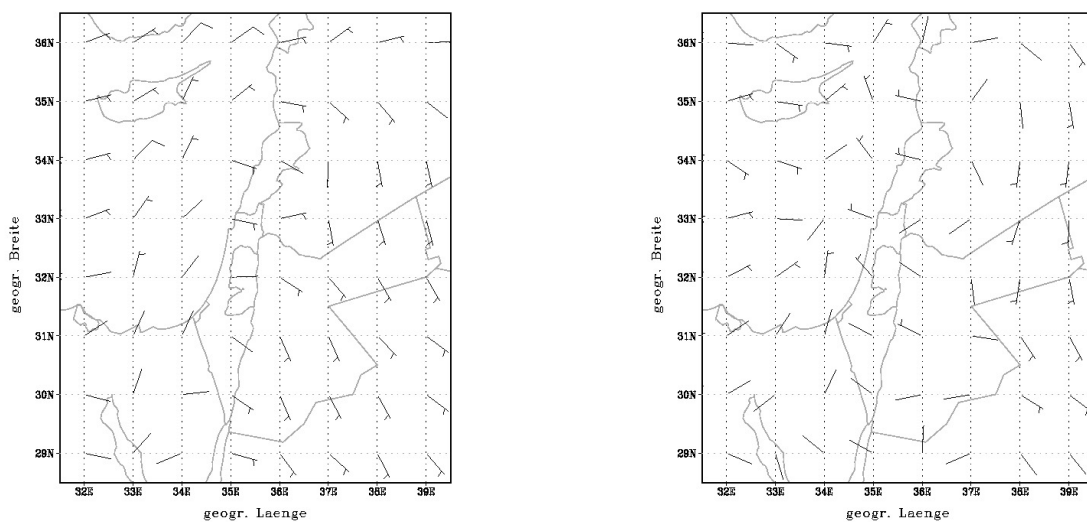 36N
35N
34N
33N
32N
31N
30N
29N
geogr. Breite
32E 33E 34E 35E 36E 37E 38E 39E
geogr. Laenge
36N
35N
34N
33N
32N
31N
30N
29N
geogr. Breite
32E 33E 34E 35E 36E 37E 38E 39E
geogr. Laenge